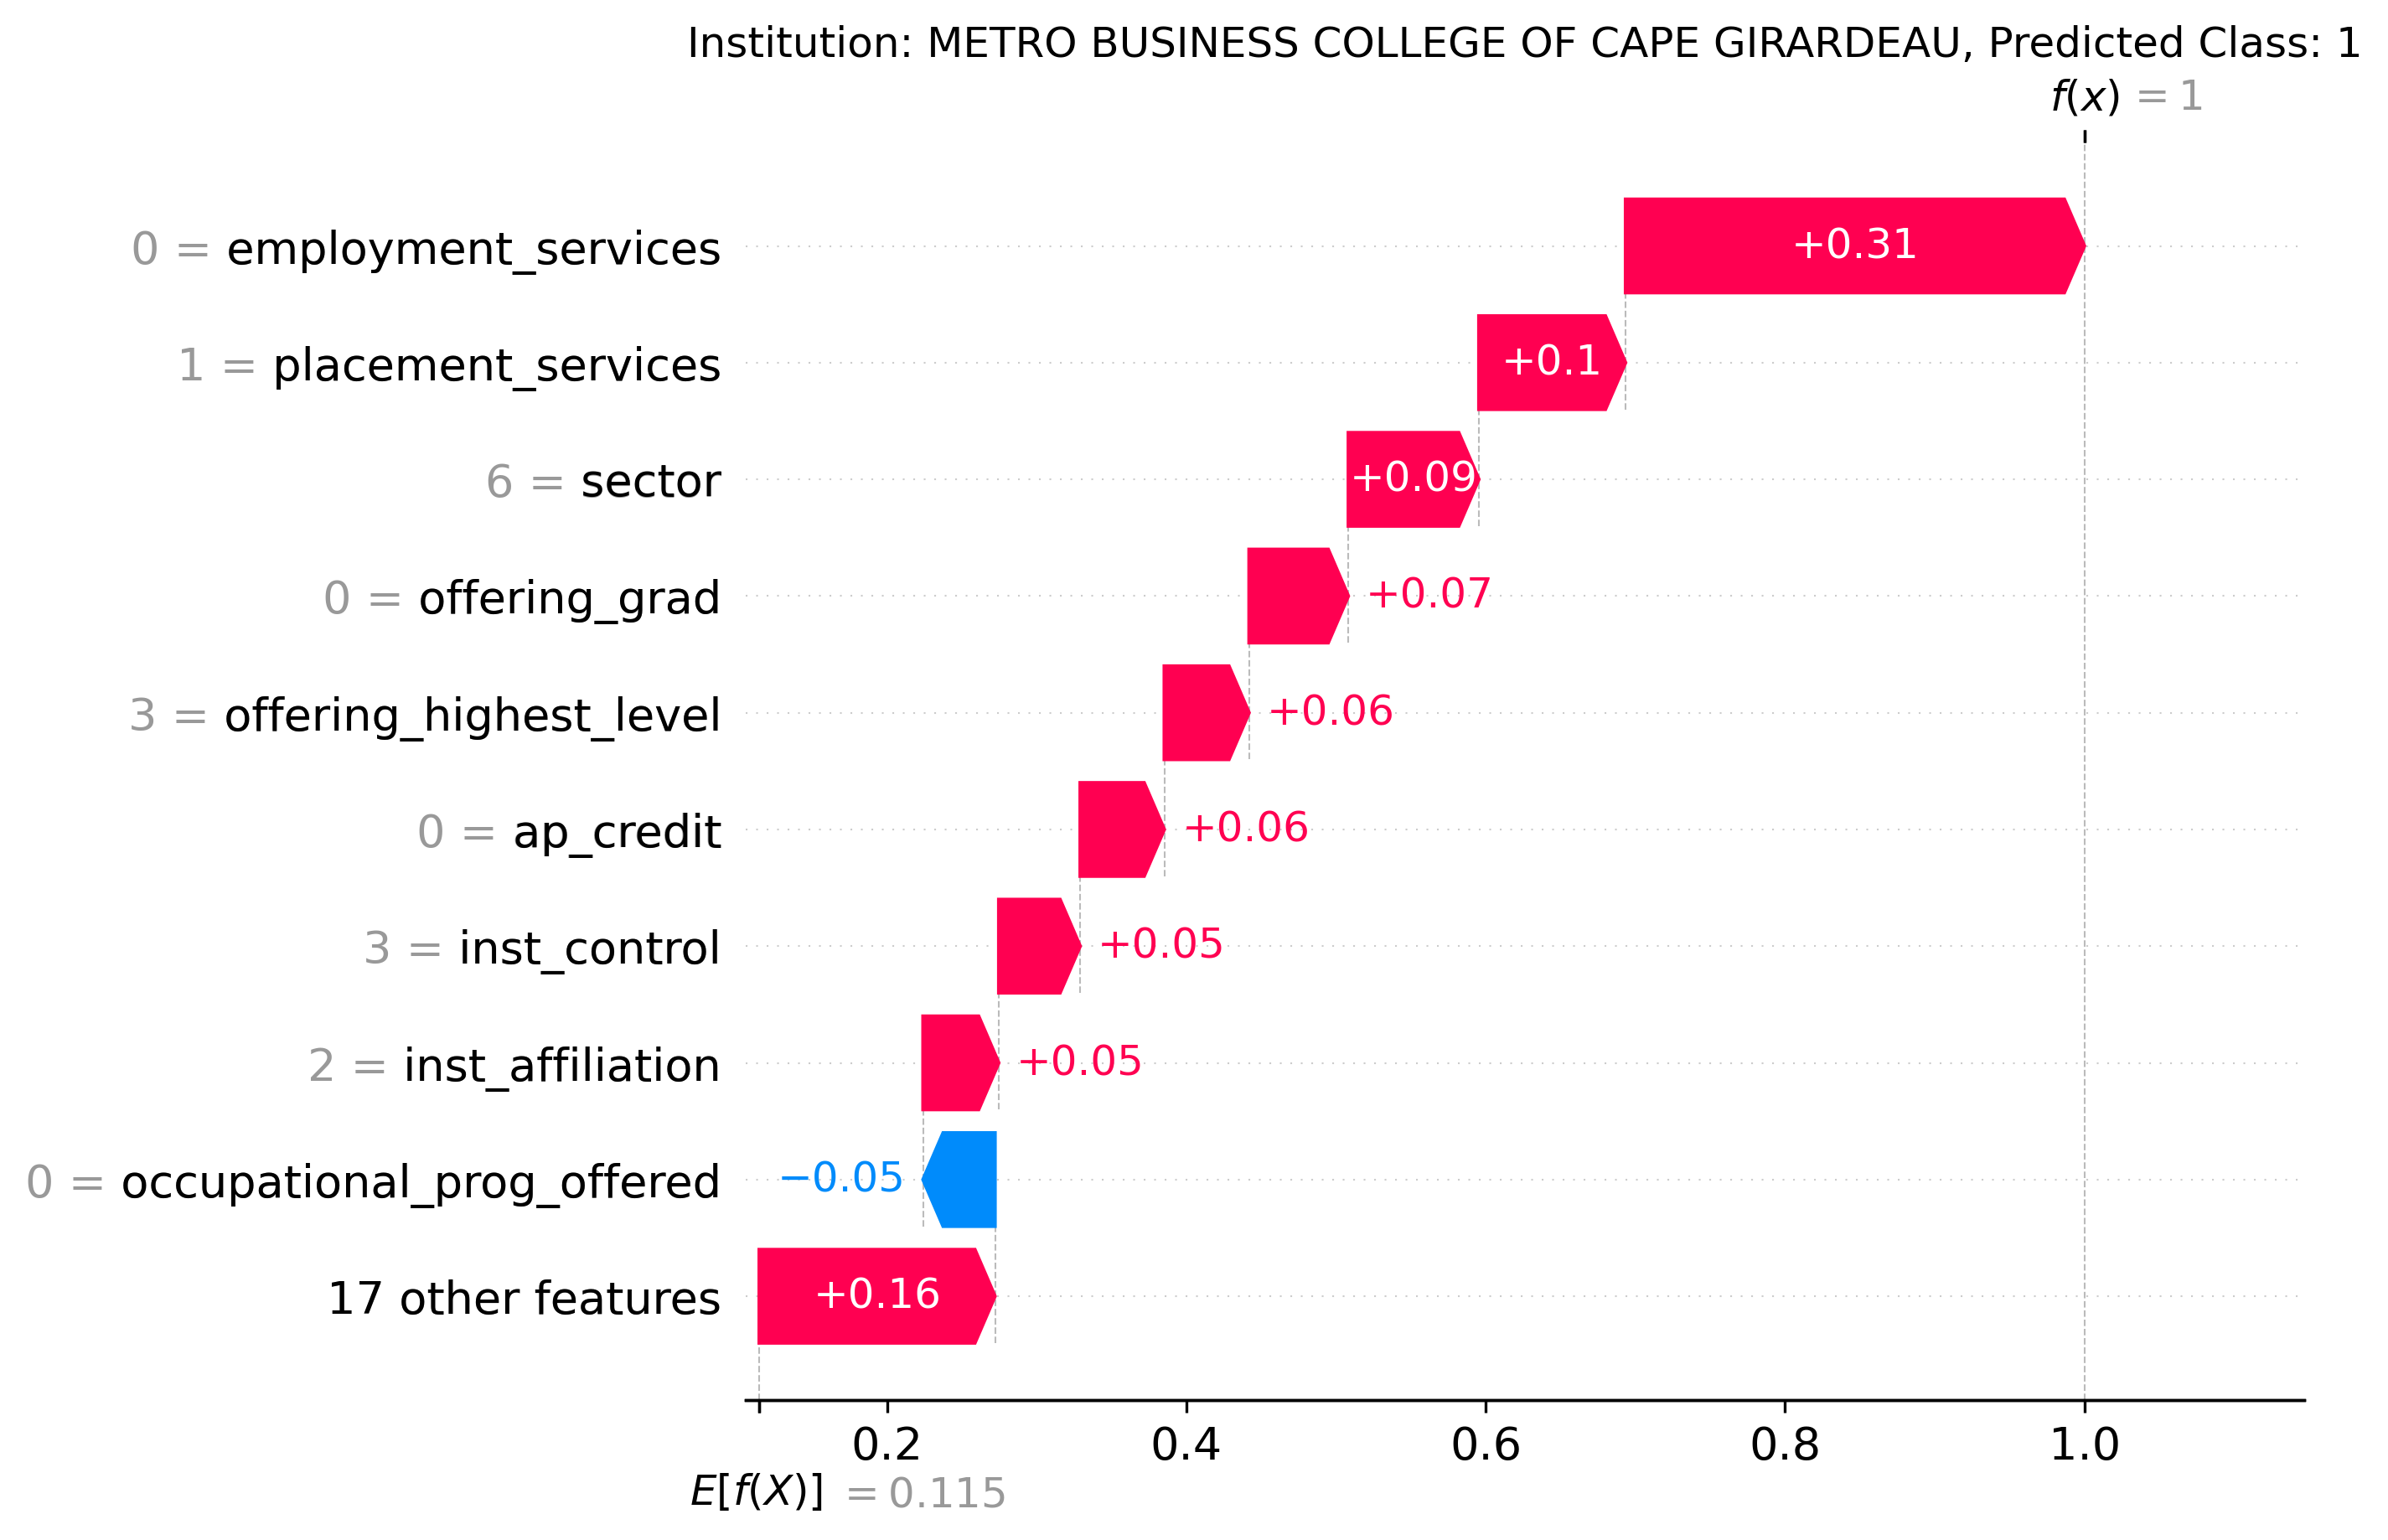 Institution: METRO BUSINESS COLLEGE OF CAPE GIRARDEAU, Predicted Class: 1
f(x) = 1
0 = employment_services +0.31
1 = placement_services +0.1
6 = sector +0.09
0 = offering_grad +0.07
3 = offering_highest_level +0.06
0 = ap_credit +0.06
3 = inst_control +0.05
2 = inst_affiliation +0.05
0 = occupational_prog_offered −0.05
17 other features +0.16
0.2 0.4 0.6 0.8 1.0
E[f(X)] = 0.115